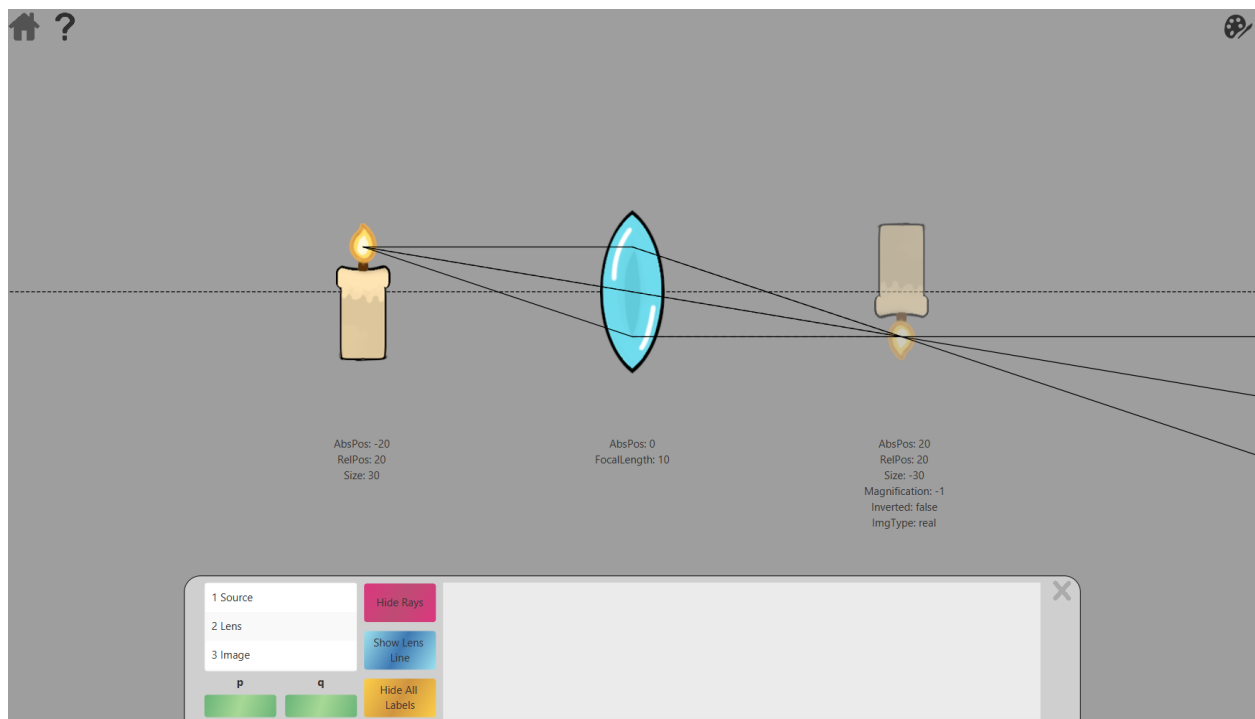 ?
AbsPos: -20
RelPos: 20
Size: 30
AbsPos: 0
FocalLength: 10
AbsPos: 20
RelPos: 20
Size: -30
Magnification: -1
Inverted: false
ImgType: real
1 Source
2 Lens
3 Image
p
q
Hide Rays
Show Lens
Line
Hide All
Labels